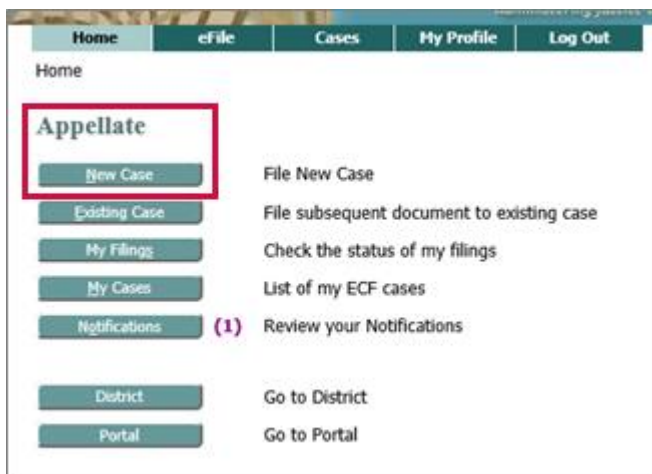 Home eFile Cases My Profile Log Out
Home
Appellate
New Case File New Case
Existing Case File subsequent document to existing case
My Filings Check the status of my filings
My Cases List of my ECF cases
Notifications (1) Review your Notifications
District Go to District
Portal Go to Portal